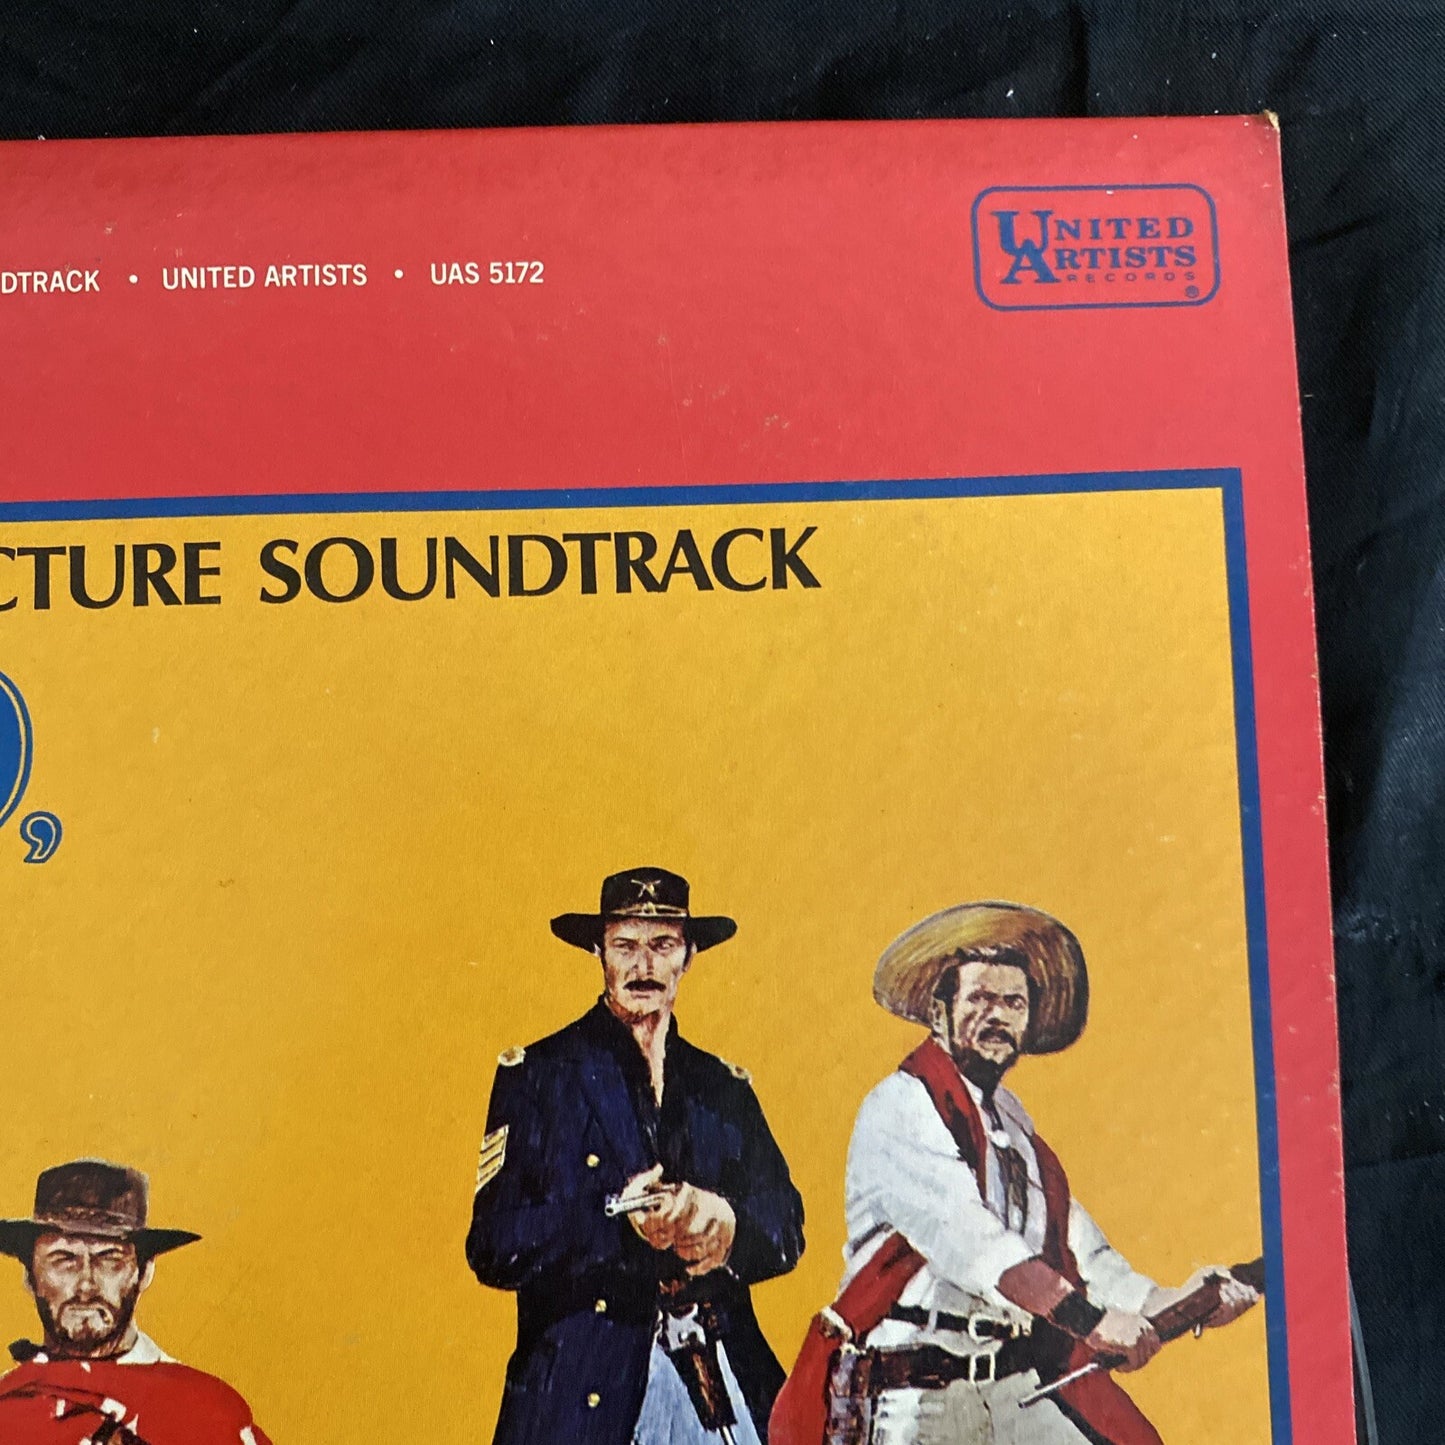 DTRACK • UNITED ARTISTS • UAS 5172
UNITED
ARTISTS
RECORDS
®
CTURE SOUNDTRACK
,